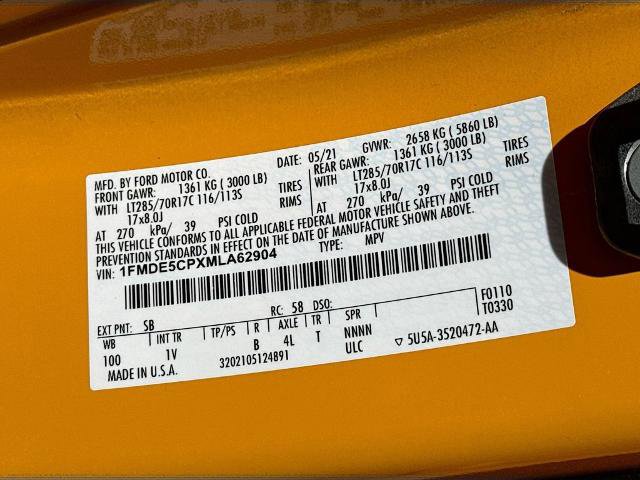 MFD. BY FORD MOTOR CO. DATE: 05/21 GVWR: 2658 KG ( 5860 LB)
FRONT GAWR: 1361 KG ( 3000 LB) REAR GAWR: 1361 KG ( 3000 LB)
WITH LT285/70R17C 116/113S TIRES WITH LT285/70R17C 116/113S TIRES
17x8.0J RIMS 17x8.0J RIMS
AT 270 kPa/ 39 PSI COLD AT 270 kPa/ 39 PSI COLD
THIS VEHICLE CONFORMS TO ALL APPLICABLE FEDERAL MOTOR VEHICLE SAFETY AND THEFT
PREVENTION STANDARDS IN EFFECT ON THE DATE OF MANUFACTURE SHOWN ABOVE.
VIN: 1FMDE5CPXMLA62904 TYPE: MPV
EXT PNT: SB RC: 58 DSO: F0110
WB INT TR TP/PS R AXLE TR SPR T0330
100 1V B 4L T NNNN
MADE IN U.S.A. 3202105124891 ULC ▽ 5U5A-3520472-AA